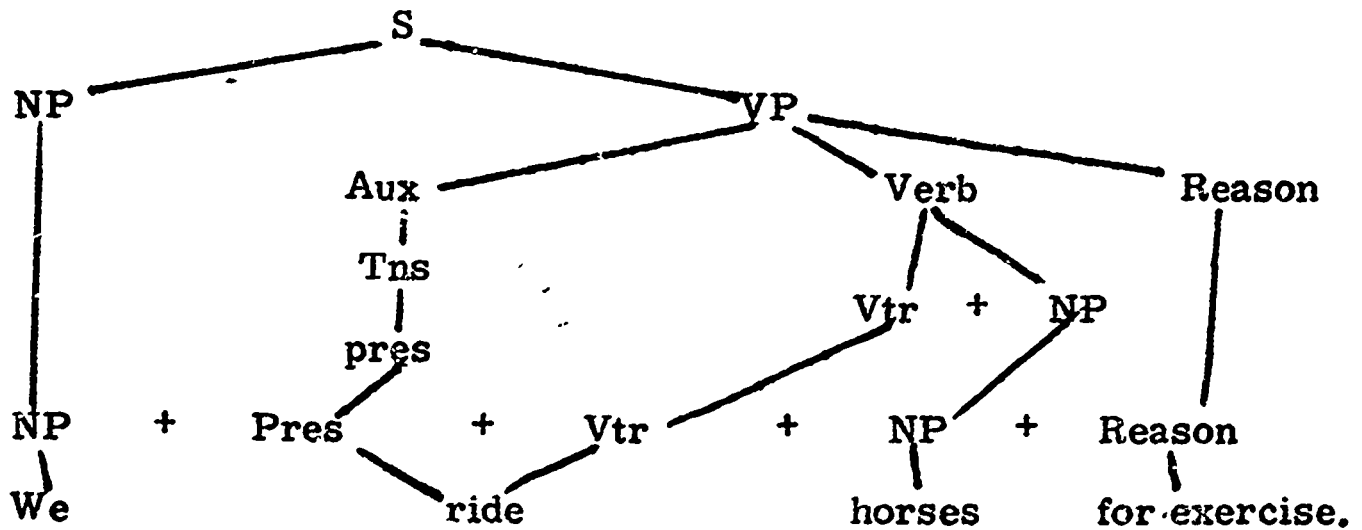 S
NP VP
Aux Verb Reason
Tns
Vtr + NP
pres
NP + Pres + Vtr + NP + Reason
We ride horses for exercise.